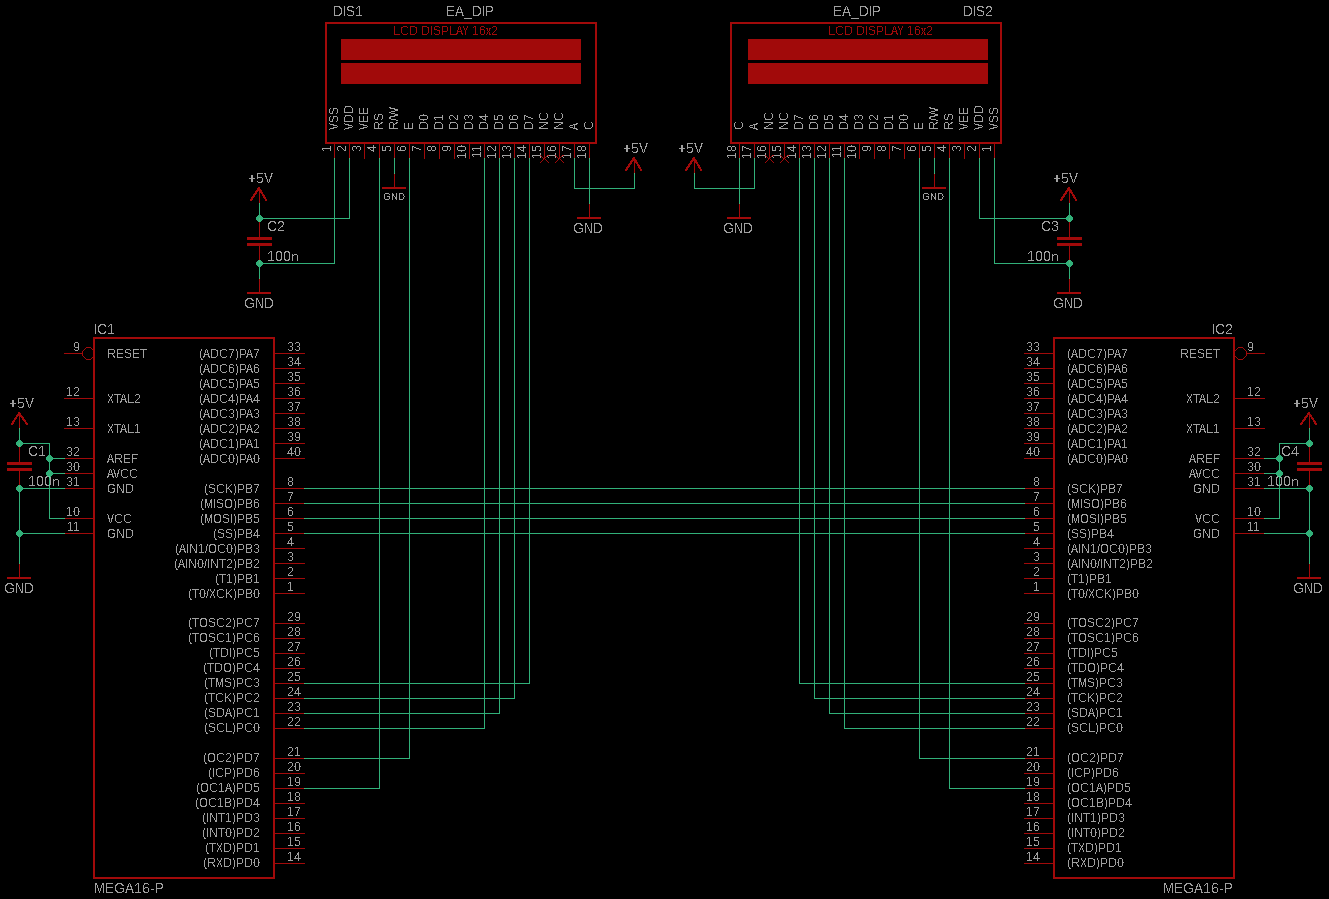 DIS1 EA_DIP EA_DIP DIS2
LCD DISPLAY 16x2 LCD DISPLAY 16x2
VSS VDD VEE RS R/W E D0 D1 D2 D3 D4 D5 D6 D7 NC NC A C
1 2 3 4 5 6 7 8 9 10 11 12 13 14 15 16 17 18
C A NC NC D7 D6 D5 D4 D3 D2 D1 D0 E R/W RS VEE VDD VSS
18 17 16 15 14 13 12 11 10 9 8 7 6 5 4 3 2 1
+5V +5V
+5V +5V
GND GND
C2 GND GND C3
100n 100n
GND GND
IC1 IC2
9 RESET (ADC7)PA7 33
34 (ADC6)PA6
35 (ADC5)PA5
12 XTAL2 (ADC4)PA4 36
37 (ADC3)PA3
13 XTAL1 (ADC2)PA2 38
39 (ADC1)PA1
32 AREF (ADC0)PA0 40
30 AVCC
31 GND (SCK)PB7 8
(MISO)PB6 7
10 VCC (MOSI)PB5 6
11 GND (SS)PB4 5
(AIN1/OC0)PB3 4
(AIN0/INT2)PB2 3
(T1)PB1 2
(T0/XCK)PB0 1
(TOSC2)PC7 29
(TOSC1)PC6 28
(TDI)PC5 27
(TDO)PC4 26
(TMS)PC3 25
(TCK)PC2 24
(SDA)PC1 23
(SCL)PC0 22
(OC2)PD7 21
(ICP)PD6 20
(OC1A)PD5 19
(OC1B)PD4 18
(INT1)PD3 17
(INT0)PD2 16
(TXD)PD1 15
(RXD)PD0 14
MEGA16-P
+5V
C1
100n
GND
33 (ADC7)PA7 RESET 9
34 (ADC6)PA6
35 (ADC5)PA5
36 (ADC4)PA4 XTAL2 12
37 (ADC3)PA3
38 (ADC2)PA2 XTAL1 13
39 (ADC1)PA1
40 (ADC0)PA0 AREF 32
AVCC 30
8 (SCK)PB7 GND 31
7 (MISO)PB6
6 (MOSI)PB5 VCC 10
5 (SS)PB4 GND 11
4 (AIN1/OC0)PB3
3 (AIN0/INT2)PB2
2 (T1)PB1
1 (T0/XCK)PB0
29 (TOSC2)PC7
28 (TOSC1)PC6
27 (TDI)PC5
26 (TDO)PC4
25 (TMS)PC3
24 (TCK)PC2
23 (SDA)PC1
22 (SCL)PC0
21 (OC2)PD7
20 (ICP)PD6
19 (OC1A)PD5
18 (OC1B)PD4
17 (INT1)PD3
16 (INT0)PD2
15 (TXD)PD1
14 (RXD)PD0
MEGA16-P
+5V
C4
100n
GND